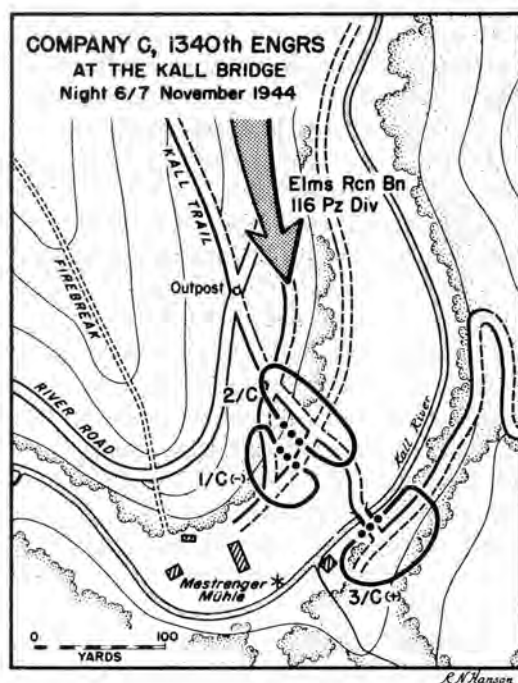 COMPANY C, 1340th ENGRS
AT THE KALL BRIDGE
Night 6/7 November 1944
Elms Rcn Bn
116 Pz Div
KALL TRAIL
FIREBREAK
Outpost
RIVER ROAD
2/C
1/C (-)
Kall River
Mestrenger
Mühle
3/C (+)
0 100
YARDS
R.N. Hanson